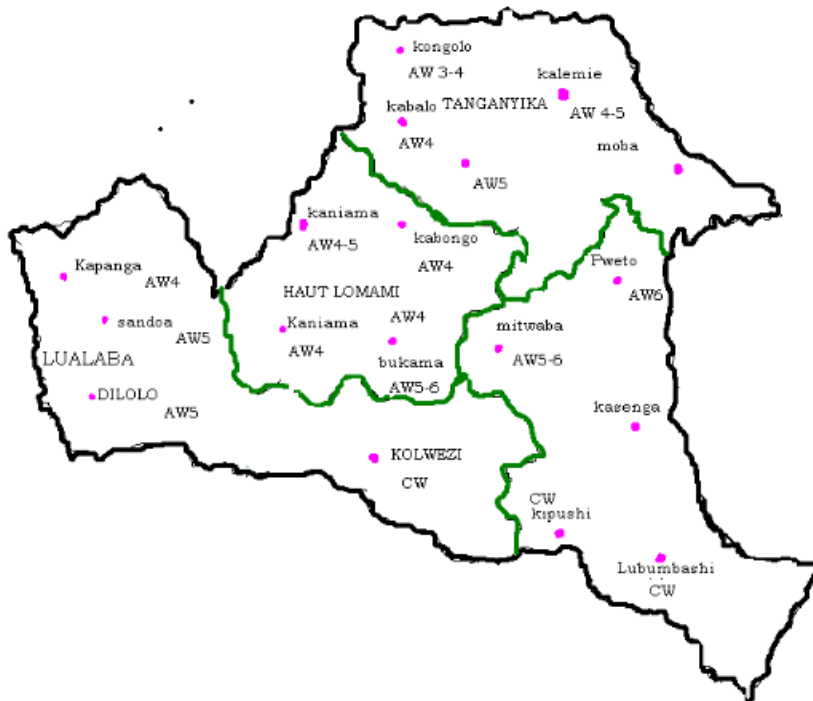 kongolo
AW 3-4
kalemie
kabalo
TANGANYIKA
AW 4-5
AW4
moba
AW5
kaniama
AW4-5
kabongo
AW4
Kapanga
AW4
Pweto
AW6
HAUT LOMAMI
sandoa
AW5
Kaniama
AW4
AW4
mitwaba
AW5-6
LUALABA
bukama
AW5-6
DILOLO
AW5
kasenga
KOLWEZI
CW
CW
kipushi
Lubumbashi
CW